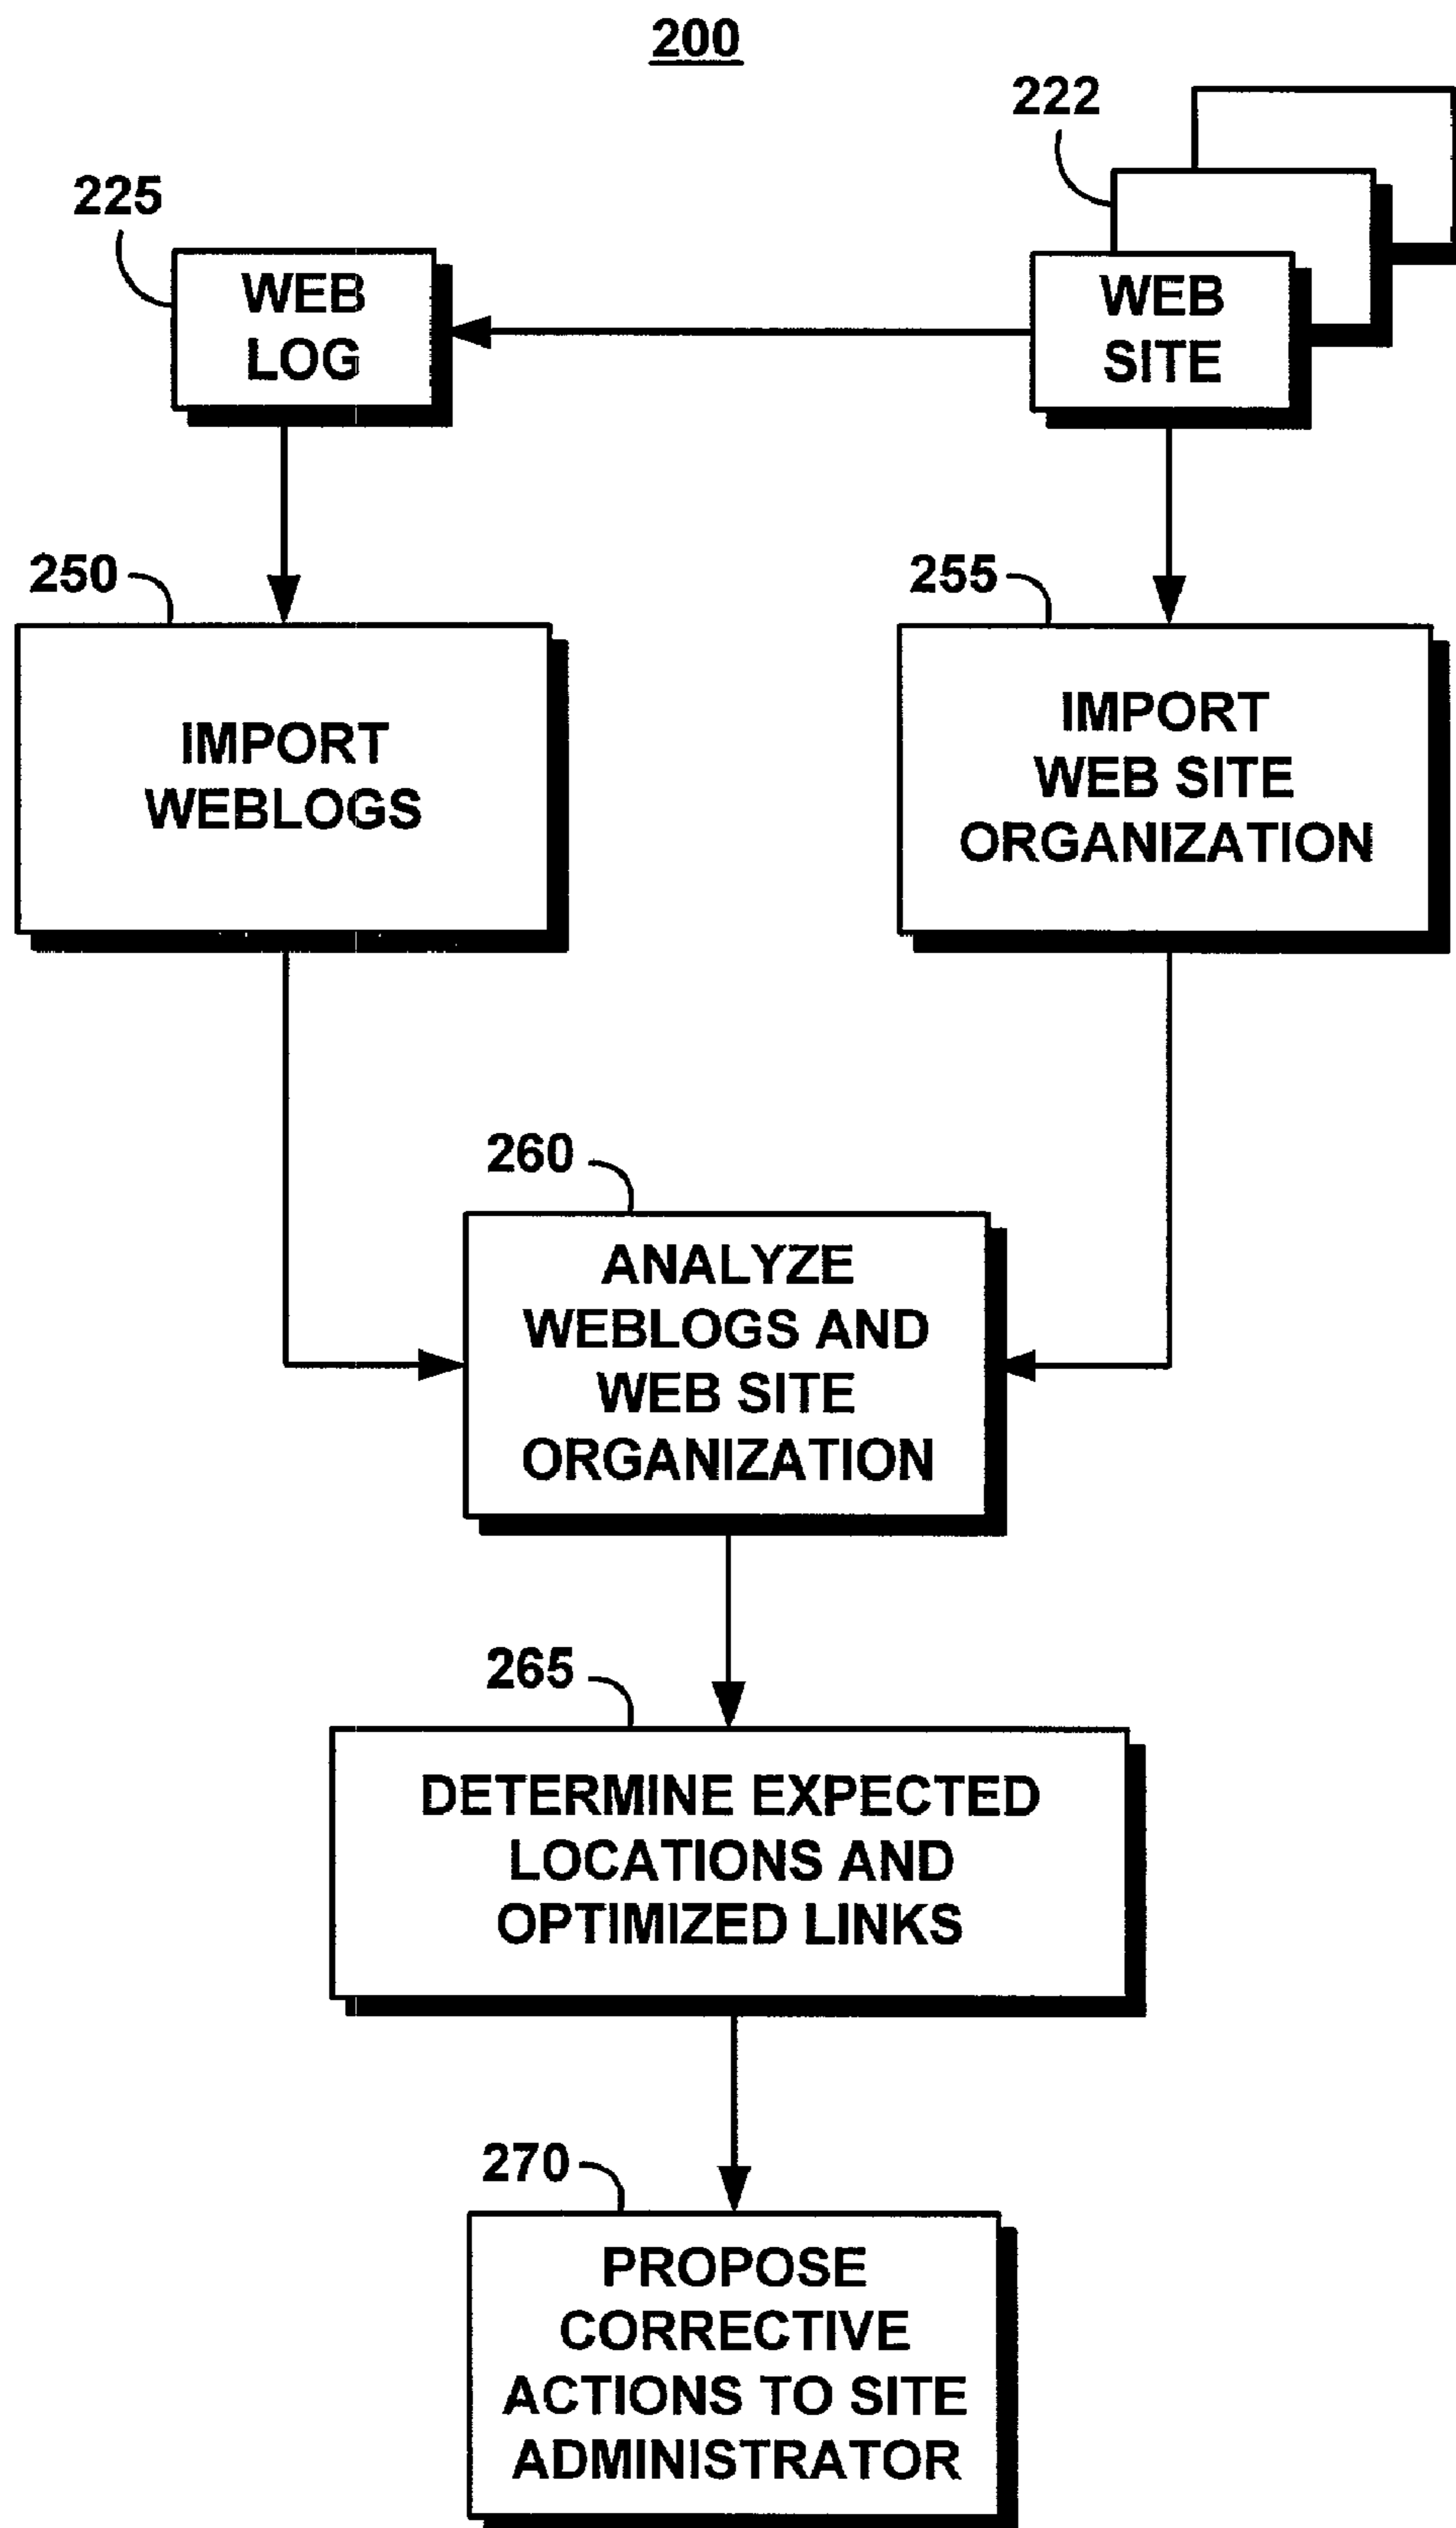 200
222
225
WEB
LOG
WEB
SITE
250
255
IMPORT
WEBLOGS
IMPORT
WEB SITE
ORGANIZATION
260
ANALYZE
WEBLOGS AND
WEB SITE
ORGANIZATION
265
DETERMINE EXPECTED
LOCATIONS AND
OPTIMIZED LINKS
270
PROPOSE
CORRECTIVE
ACTIONS TO SITE
ADMINISTRATOR